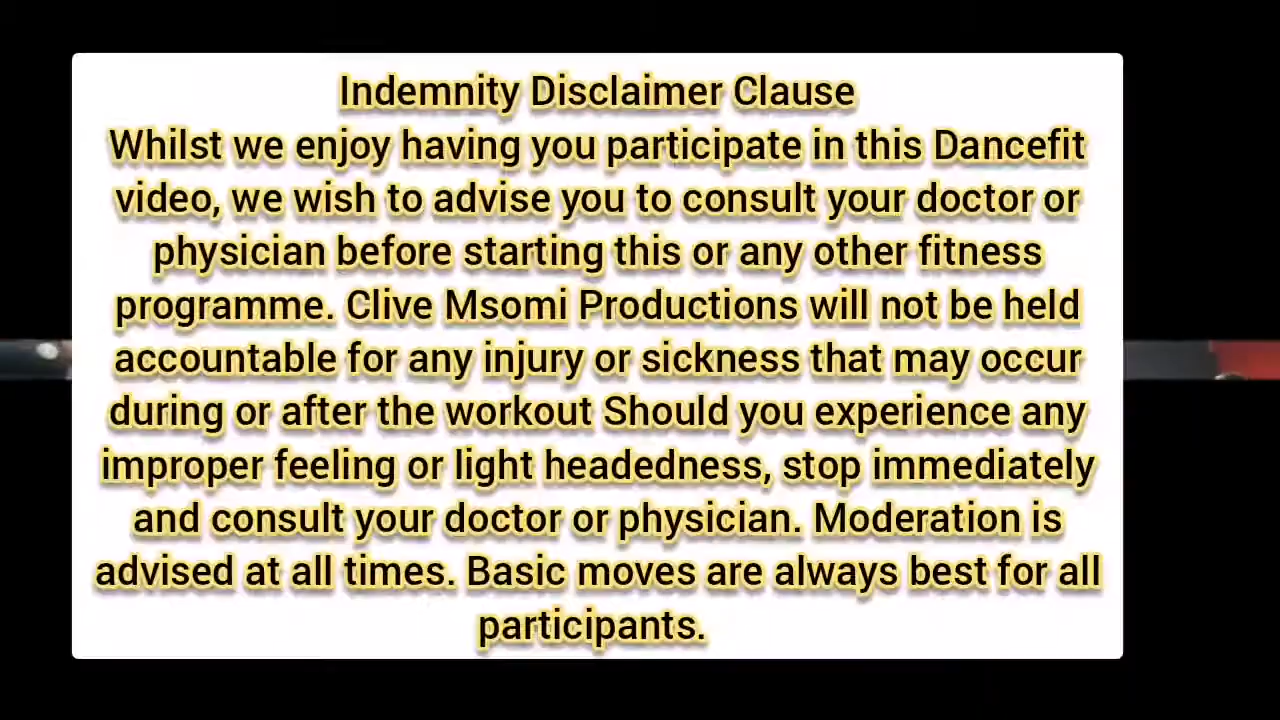 Indemnity Disclaimer Clause
Whilst we enjoy having you participate in this Dancefit
video, we wish to advise you to consult your doctor or
physician before starting this or any other fitness
programme. Clive Msomi Productions will not be held
accountable for any injury or sickness that may occur
during or after the workout Should you experience any
improper feeling or light headedness, stop immediately
and consult your doctor or physician. Moderation is
advised at all times. Basic moves are always best for all
participants.